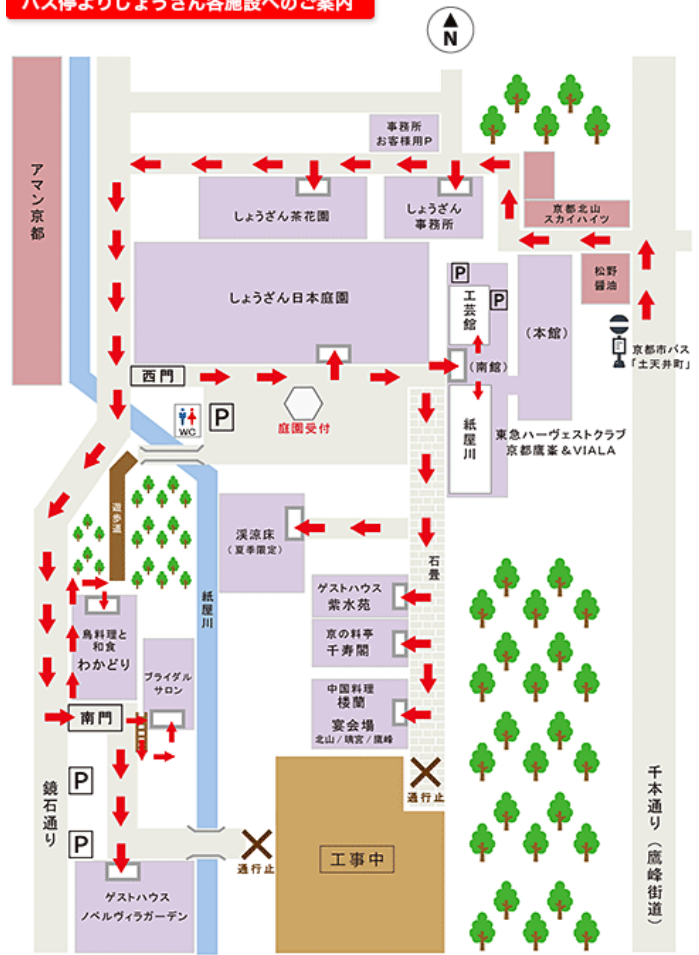 バス停よりしょうざん各施設へのご案内
N
事務所
お客様用P
アマン京都
しょうざん茶花園
しょうざん
事務所
京都北山
スカイハイツ
松野
醤油
しょうざん日本庭園
P
工芸館
P
(本館)
京都市バス
「土天井町」
西門
(南館)
WC
P
庭園受付
紙屋川
東急ハーヴェストクラブ
京都鷹峯&VIALA
遊歩道
渓涼床
(夏季限定)
石畳
紙屋川
ゲストハウス
紫水苑
鳥料理と
和食
わかどり
京の料亭
千寿閣
ブライダル
サロン
中国料理
楼蘭
宴会場
北山/璃宮/鷹峰
南門
鏡石通り
P
通行止
千本通り(鷹峰街道)
P
通行止
工事中
ゲストハウス
ノベルヴィラガーデン